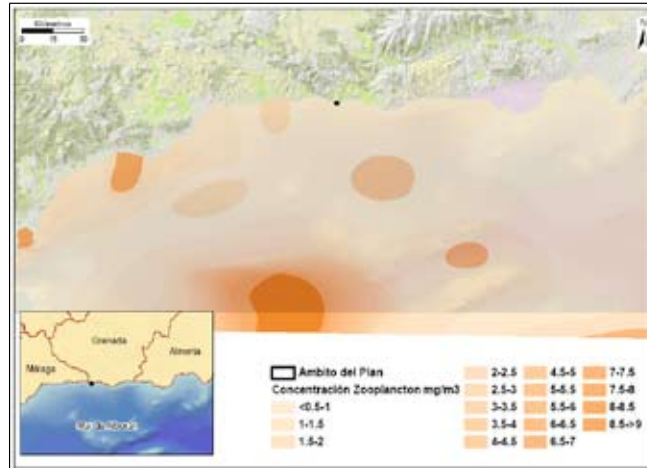 Kilometros
0 15 30
Granada
Almería
Málaga
Mar de Alborán
Ambito del Plan
Concentración Zooplancton mg/m3
<0.5-1
1-1.5
1.5-2
2-2.5
2.5-3
3-3.5
3.5-4
4-4.5
4.5-5
5-5.5
5.5-6
6-6.5
6.5-7
7-7.5
7.5-8
8-8.5
8.5->9